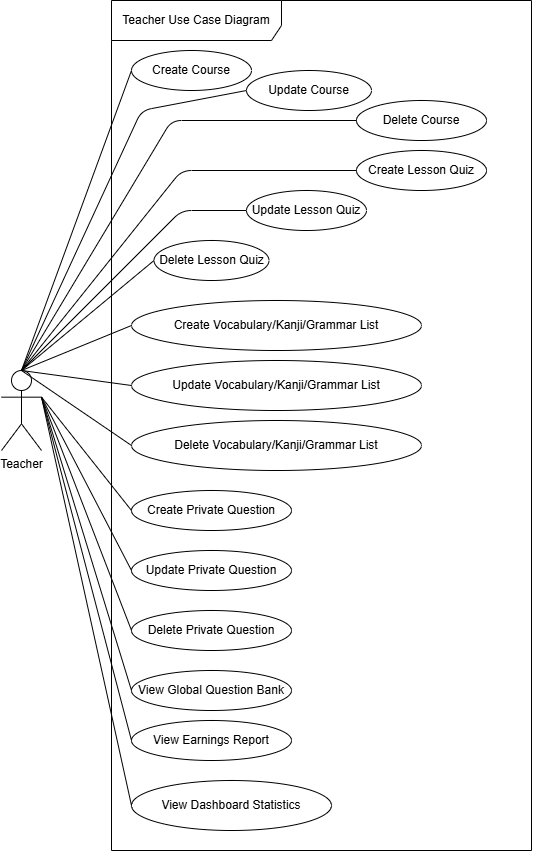 Teacher Use Case Diagram
Create Course
Update Course
Delete Course
Create Lesson Quiz
Update Lesson Quiz
Delete Lesson Quiz
Create Vocabulary/Kanji/Grammar List
Update Vocabulary/Kanji/Grammar List
Delete Vocabulary/Kanji/Grammar List
Teacher
Create Private Question
Update Private Question
Delete Private Question
View Global Question Bank
View Earnings Report
View Dashboard Statistics